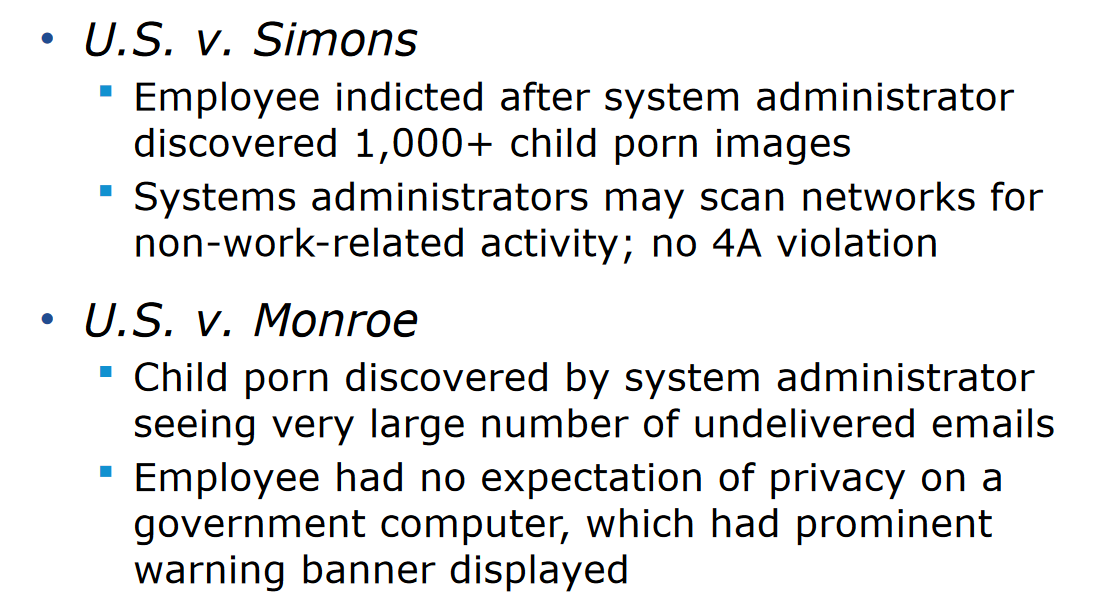 • U.S. v. Simons
▪ Employee indicted after system administrator
discovered 1,000+ child porn images
▪ Systems administrators may scan networks for
non-work-related activity; no 4A violation
• U.S. v. Monroe
▪ Child porn discovered by system administrator
seeing very large number of undelivered emails
▪ Employee had no expectation of privacy on a
government computer, which had prominent
warning banner displayed